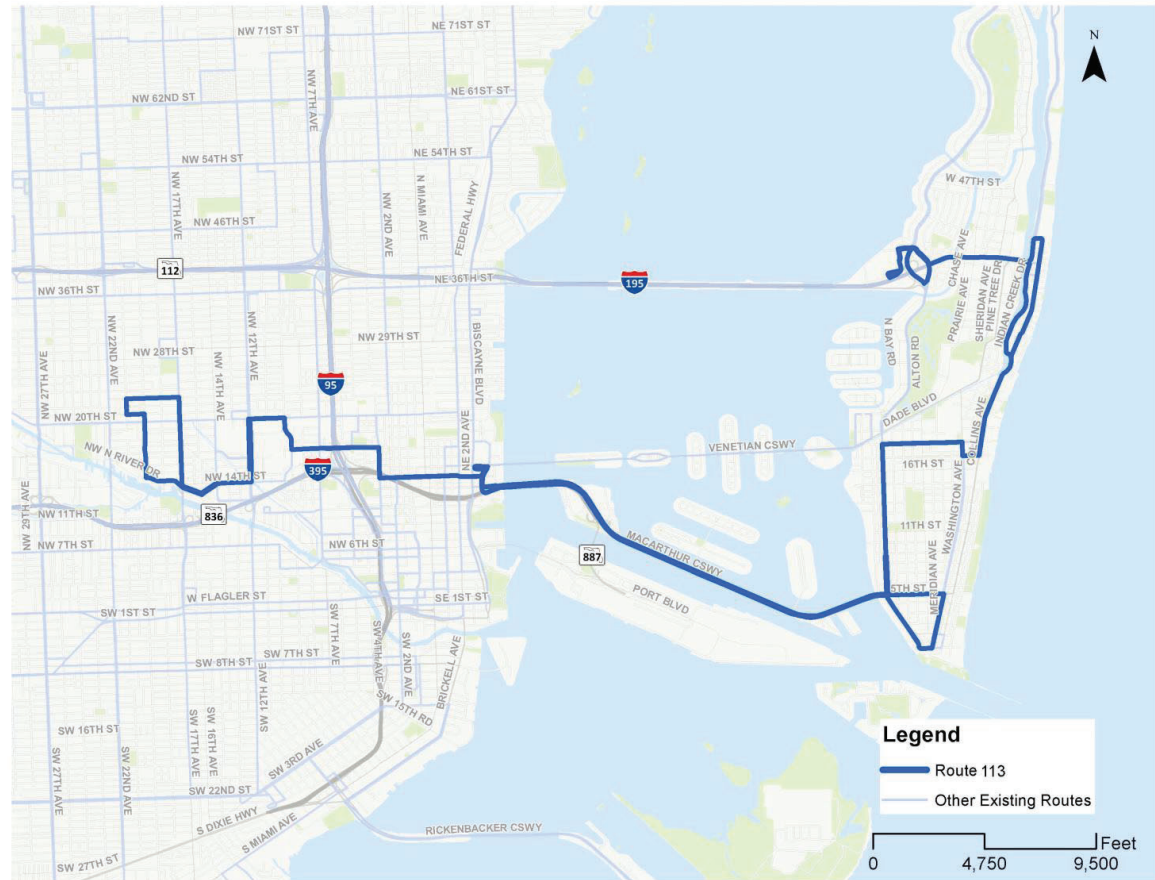 NW 71ST ST
NE 71ST ST
N
NW 7TH AVE
NW 62ND ST
NE 61ST ST
NW 54TH ST
NE 54TH ST
NW 17TH AVE
NW 2ND AVE
N MIAMI AVE
FEDERAL HWY
W 47TH ST
NW 46TH ST
112
NE 36TH ST
195
NW 36TH ST
CHASE AVE
PRAIRIE AVE
SHERIDAN AVE
PINE TREE DR
INDIAN CREEK DR
N BAY RD
ALTON RD
NW 29TH ST
BISCAYNE BLVD
NW 28TH ST
NW 27TH AVE
NW 22ND AVE
NW 14TH AVE
NW 12TH AVE
95
DADE BLVD
NW 20TH ST
NE 2ND AVE
VENETIAN CSWY
COLLINS AVE
NW N RIVER DR
NW 14TH ST
395
16TH ST
NW 29TH AVE
NW 11TH ST
836
WASHINGTON AVE
11TH ST
NW 7TH ST
NW 6TH ST
887
MACARTHUR CSWY
PORT BLVD
5TH ST
MERIDIAN AVE
W FLAGLER ST
SE 1ST ST
SW 1ST ST
SW 7TH AVE
SW 4TH AVE
SW 2ND AVE
BRICKELL AVE
SW 7TH ST
SW 8TH ST
SW 12TH AVE
SW 15TH RD
SW 16TH ST
SW 17TH AVE
SW 16TH AVE
SW 3RD AVE
SW 27TH AVE
SW 22ND AVE
SW 22ND ST
S DIXIE HWY
S MIAMI AVE
RICKENBACKER CSWY
SW 27TH ST
Legend
Route 113
Other Existing Routes
Feet
0 4,750 9,500